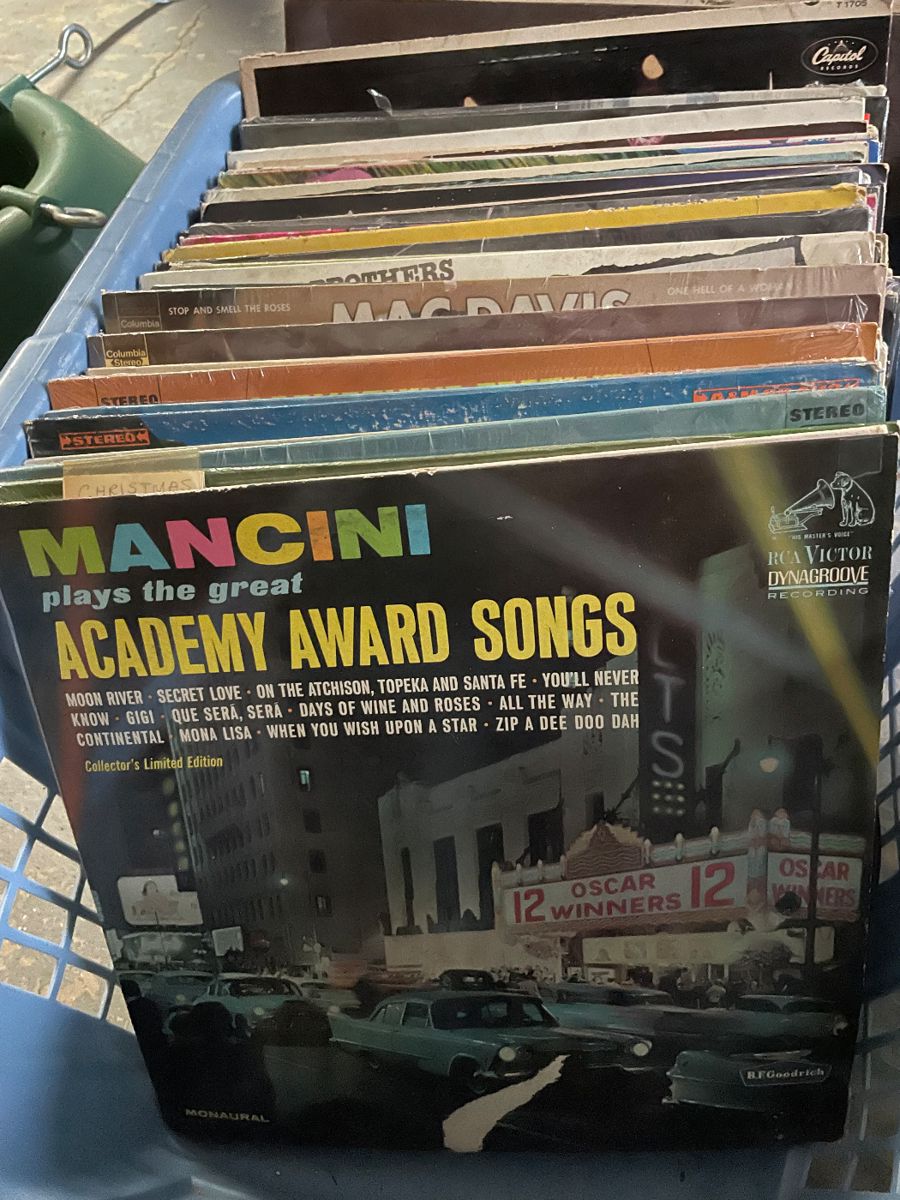 T 1705
Capitol
RECORDS
BROTHERS
STOP AND SMELL THE ROSES
MAC DAVIS
ONE HELL OF A WOMAN
Columbia
Columbia
Stereo
STEREO
STEREO
STEREO
CHRISTMAS
MANCINI
plays the great
ACADEMY AWARD SONGS
MOON RIVER · SECRET LOVE · ON THE ATCHISON, TOPEKA AND SANTA FE · YOU'LL NEVER
KNOW · GIGI · QUE SERÁ, SERÁ · DAYS OF WINE AND ROSES · ALL THE WAY · THE
CONTINENTAL · MONA LISA · WHEN YOU WISH UPON A STAR · ZIP A DEE DOO DAH
Collector's Limited Edition
"HIS MASTER'S VOICE"
RCA VICTOR
DYNAGROOVE
RECORDING
LTS
12 OSCAR WINNERS 12
OSCAR
WINNERS
B.F.Goodrich
MONAURAL